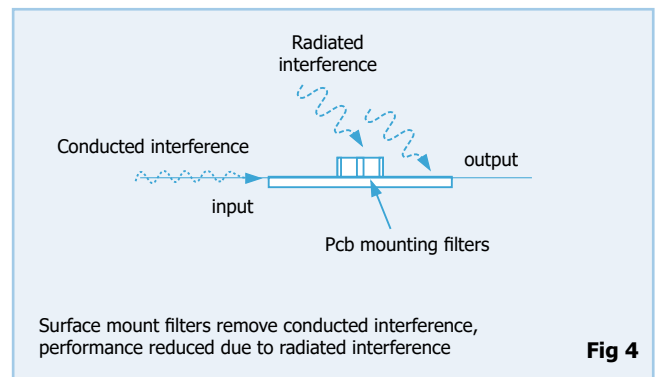 Radiated
interference
Conducted interference
output
input
Pcb mounting filters
Surface mount filters remove conducted interference,
performance reduced due to radiated interference
Fig 4